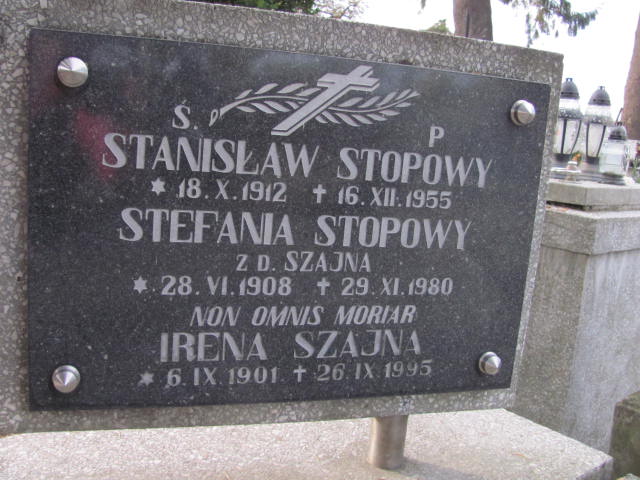 Ś. P
STANISŁAW STOPOWY
* 18.X.1912 † 16.XII.1955
STEFANIA STOPOWY
Z D. SZAJNA
* 28.VI.1908 † 29.XI.1980
NON OMNIS MORIAR
IRENA SZAJNA
* 6.IX.1901 † 26.IX.1995